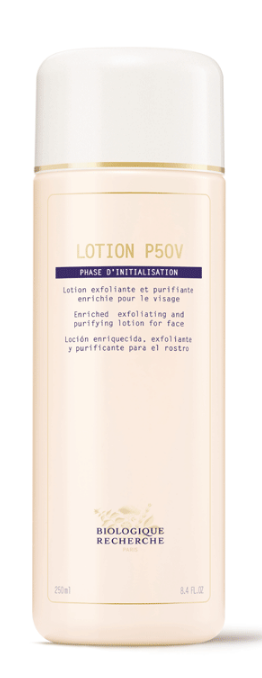 LOTION P50V
PHASE D'INITIALISATION
Lotion exfoliante et purifiante
enrichie pour le visage
Enriched exfoliating and
purifying lotion for face
Loción enriquecida, exfoliante
y purificante para el rostro
BIOLOGIQUE
RECHERCHE
PARIS
250ml 8.4 FL.OZ